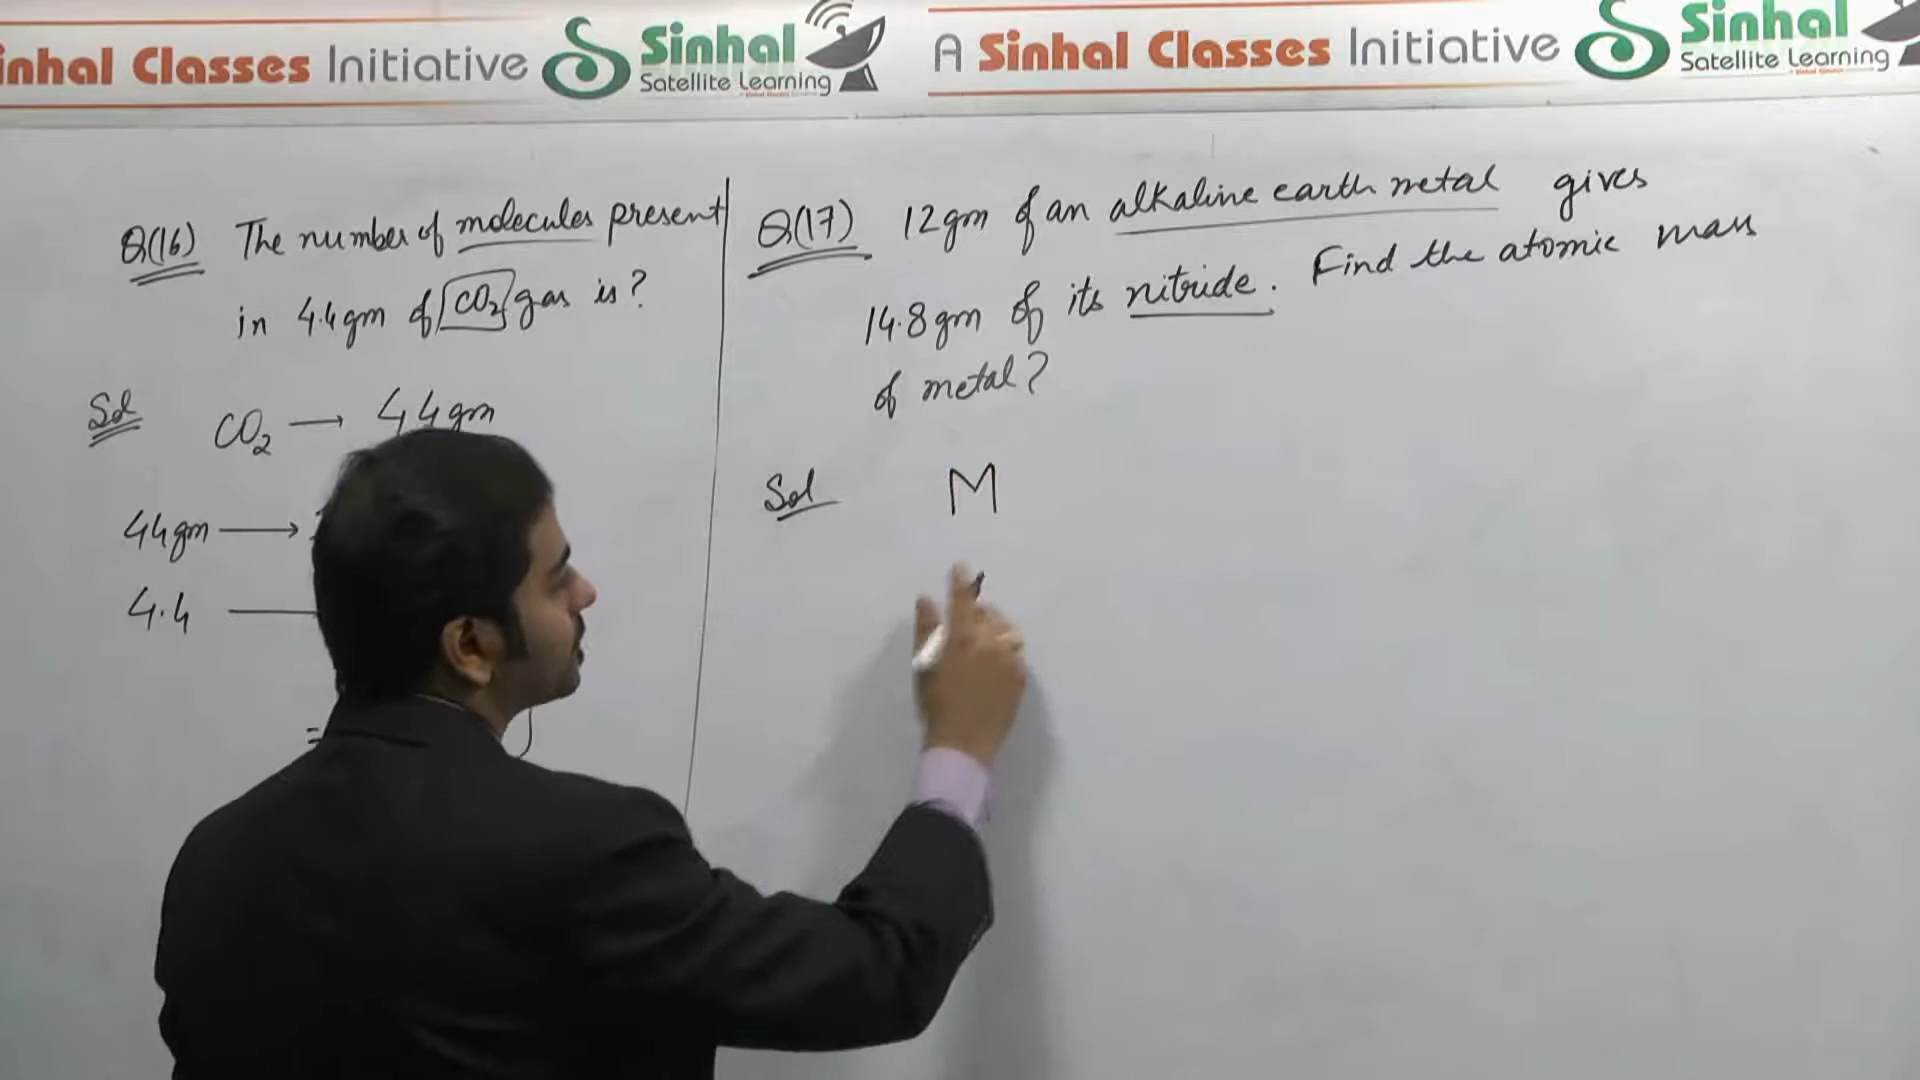 inhal Classes Initiative
Sinhal
Satellite Learning
A Sinhal Classes Initiative
Sinhal
Satellite Learning
Q(16) The number of molecules present
in 4.4gm of CO₂ gas is?
Sol CO₂ → 44gm
44gm →
4.4
=
Q(17) 12gm of an alkaline earth metal gives
14.8gm of its nitride. Find the atomic mass
of metal?
Sol M